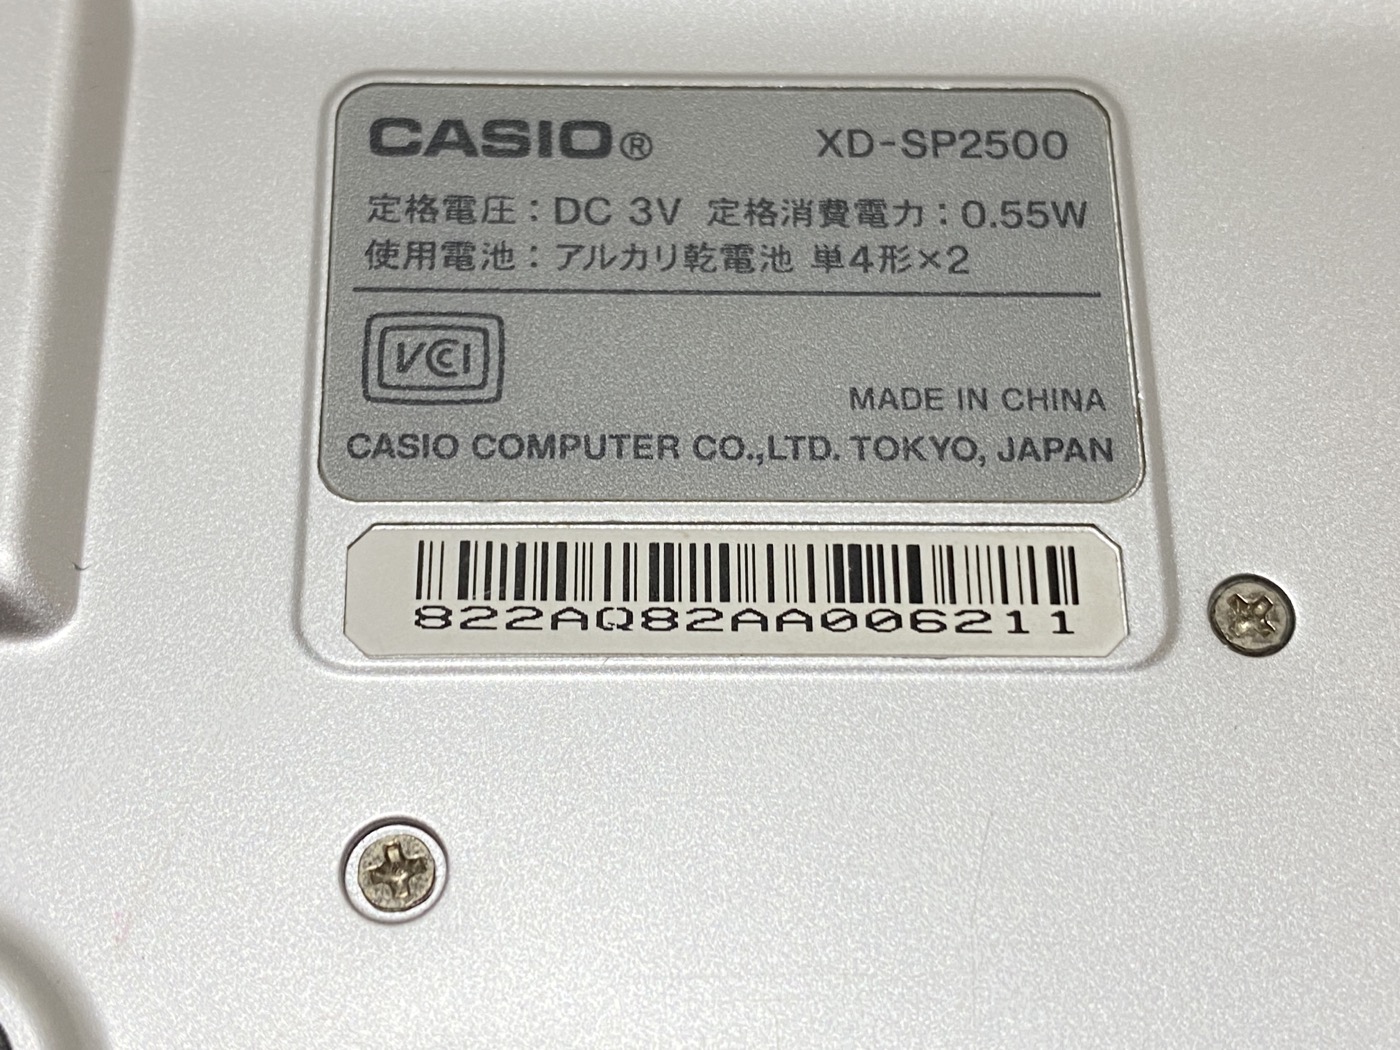 CASIO® XD-SP2500
定格電圧：DC 3V 定格消費電力：0.55W
使用電池：アルカリ乾電池 単4形×2
VCCI
MADE IN CHINA
CASIO COMPUTER CO.,LTD. TOKYO, JAPAN
822AQ82AA006211